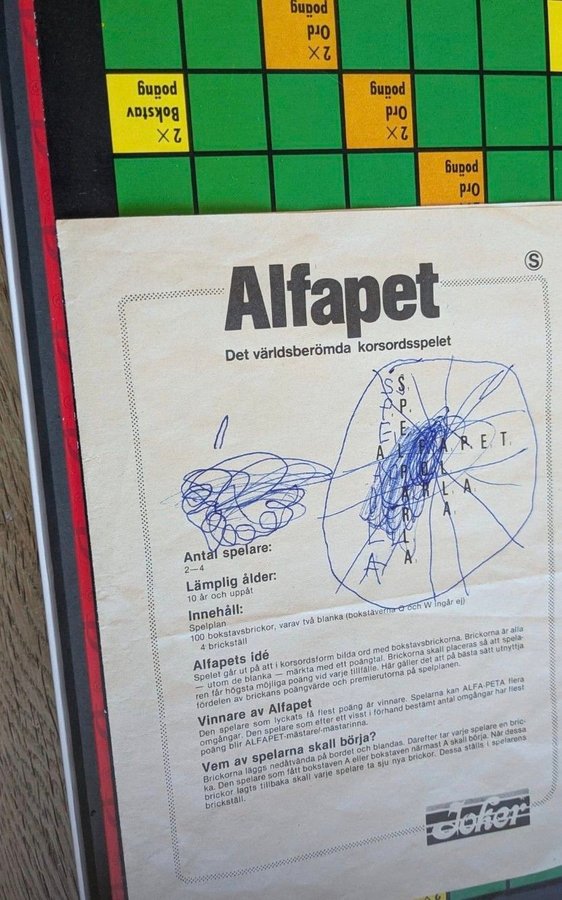 poäng
Ord
2×
2×
Bokstav
poäng
2×
Ord
poäng
Ord
poäng
S
Alfapet
Det världsberömda korsordsspelet
S
P
E
ALFAPET
Antal spelare:
2—4
Lämplig ålder:
10 år och uppåt
Innehåll:
Spelplan
100 bokstavsbrickor, varav två blanka (bokstäverna Q och W ingår ej)
4 brickställ
Alfapets idé
Spelet går ut på att i korsordsform bilda ord med bokstavsbrickorna. Brickorna är alla
— utom de blanka — märkta med ett poängtal. Brickorna skall placeras så att spela-
ren får högsta möjliga poäng vid varje tillfälle. Här gäller det att på bästa sätt utnyttja
fördelen av brickans poängvärde och premierutorna på spelplanen.
Vinnare av Alfapet
Den spelare som lyckats få flest poäng är vinnare. Spelarna kan ALFA-PETA flera
omgångar. Den spelare som efter ett visst i förhand bestämt antal omgångar har flest
poäng blir ALFAPET-mästare/-mästarinna.
Vem av spelarna skall börja?
Brickorna läggs nedåtvända på bordet och blandas. Därefter tar varje spelare en bric-
ka. Den spelare som fått bokstaven A eller bokstaven närmast A skall börja. När dessa
brickor lagts tillbaka skall varje spelare ta sju nya brickor. Dessa ställs i spelarens
brickställ.
Joker